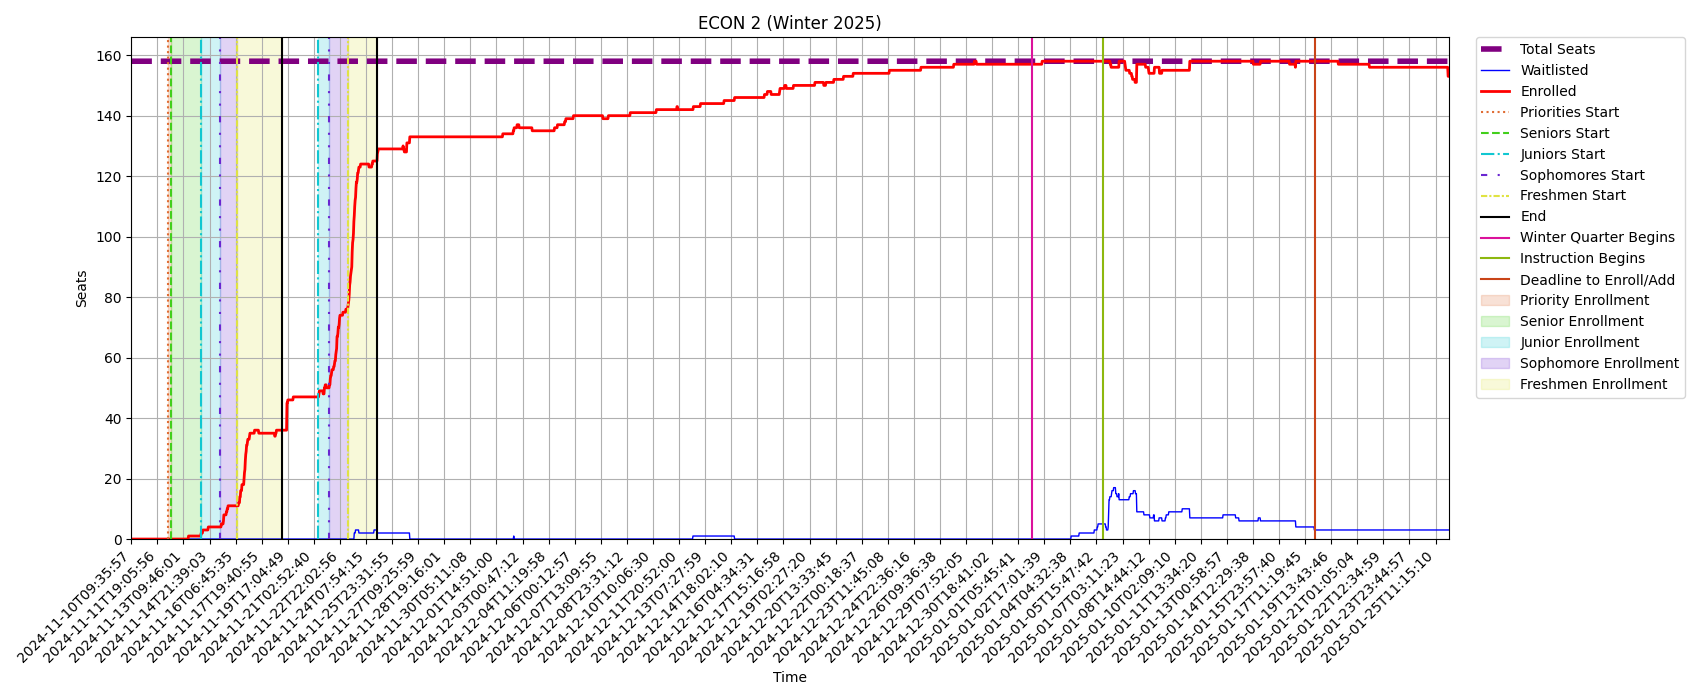 ECON 2 (Winter 2025)
Seats
160
140
120
100
80
60
40
20
0
2024-11-10T09:35:57
2024-11-11T19:05:56
2024-11-13T09:46:01
2024-11-14T21:39:03
2024-11-16T06:45:35
2024-11-17T19:40:55
2024-11-19T17:04:49
2024-11-21T02:52:40
2024-11-22T22:02:56
2024-11-24T07:54:15
2024-11-25T23:31:55
2024-11-27T09:25:59
2024-11-28T19:16:01
2024-11-30T05:11:08
2024-12-01T14:51:00
2024-12-03T00:47:12
2024-12-04T11:19:58
2024-12-06T00:12:57
2024-12-07T13:09:55
2024-12-08T23:31:12
2024-12-10T10:06:30
2024-12-11T20:52:00
2024-12-13T07:27:59
2024-12-14T18:02:10
2024-12-16T04:34:31
2024-12-17T15:16:58
2024-12-19T02:27:20
2024-12-20T13:33:45
2024-12-22T00:18:37
2024-12-23T11:45:08
2024-12-24T22:36:16
2024-12-26T09:36:38
2024-12-29T07:52:05
2024-12-30T18:41:02
2025-01-01T05:45:41
2025-01-02T17:01:39
2025-01-04T04:32:38
2025-01-05T15:47:42
2025-01-07T03:11:23
2025-01-08T14:44:12
2025-01-10T02:09:10
2025-01-11T13:34:20
2025-01-13T00:58:57
2025-01-14T12:29:38
2025-01-15T23:57:40
2025-01-17T11:19:45
2025-01-19T13:43:46
2025-01-21T01:05:04
2025-01-22T12:34:59
2025-01-23T23:44:57
2025-01-25T11:15:10
Time
Total Seats
Waitlisted
Enrolled
Priorities Start
Seniors Start
Juniors Start
Sophomores Start
Freshmen Start
End
Winter Quarter Begins
Instruction Begins
Deadline to Enroll/Add
Priority Enrollment
Senior Enrollment
Junior Enrollment
Sophomore Enrollment
Freshmen Enrollment